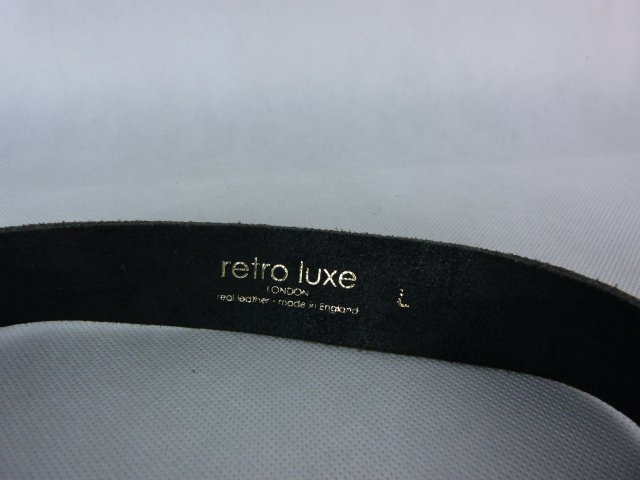 retro luxe
LONDON
real leather · made in England
L